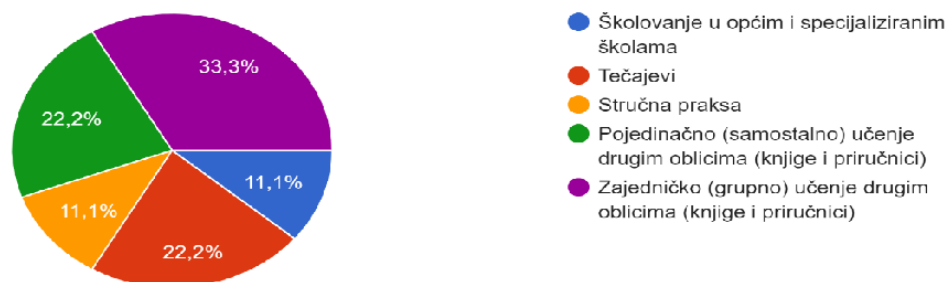 33,3%
22,2%
11,1%
11,1%
22,2%
Školovanje u općim i specijaliziranim
školama
Tečajevi
Stručna praksa
Pojedinačno (samostalno) učenje
drugim oblicima (knjige i priručnici)
Zajedničko (grupno) učenje drugim
oblicima (knjige i priručnici)